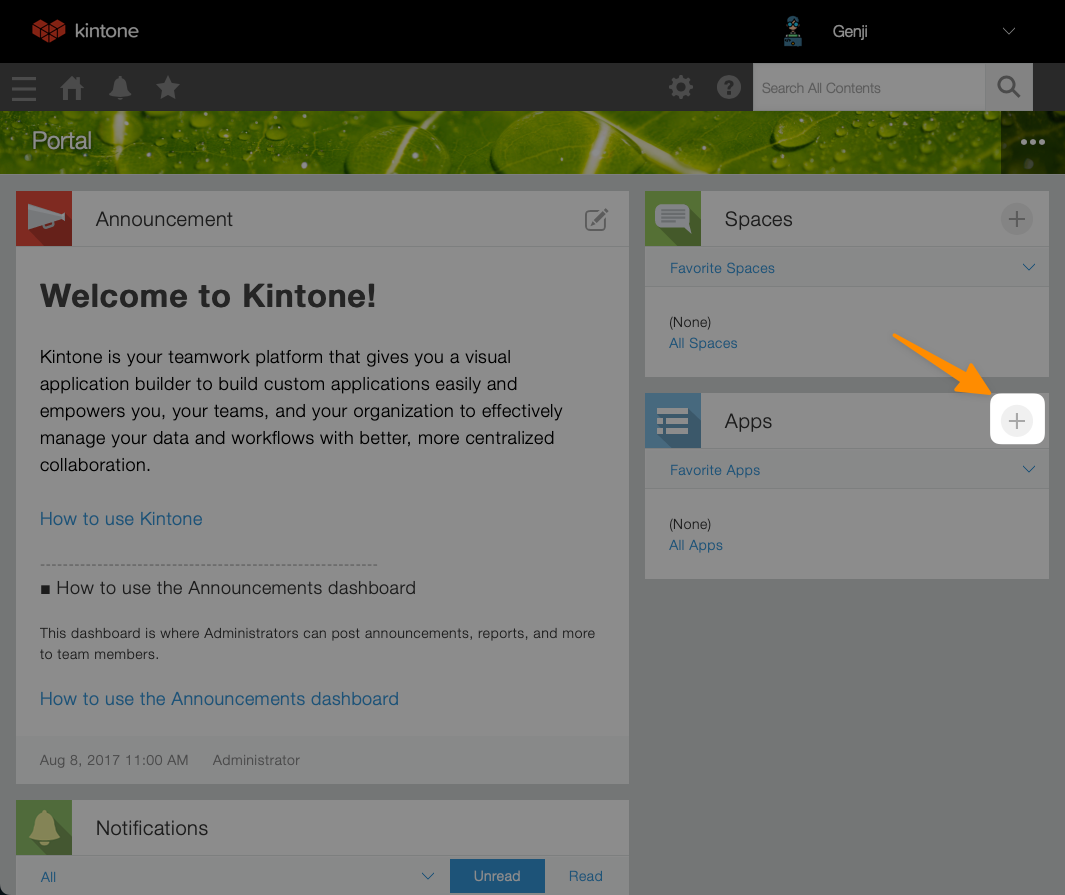 kintone
Genji
Search All Contents
Portal
Announcement
Welcome to Kintone!
Kintone is your teamwork platform that gives you a visual
application builder to build custom applications easily and
empowers you, your teams, and your organization to effectively
manage your data and workflows with better, more centralized
collaboration.
How to use Kintone
---------------------------------------------------------------
■ How to use the Announcements dashboard
This dashboard is where Administrators can post announcements, reports, and more
to team members.
How to use the Announcements dashboard
Aug 8, 2017 11:00 AM Administrator
Notifications
All
Unread
Read
Spaces
Favorite Spaces
(None)
All Spaces
Apps
Favorite Apps
(None)
All Apps